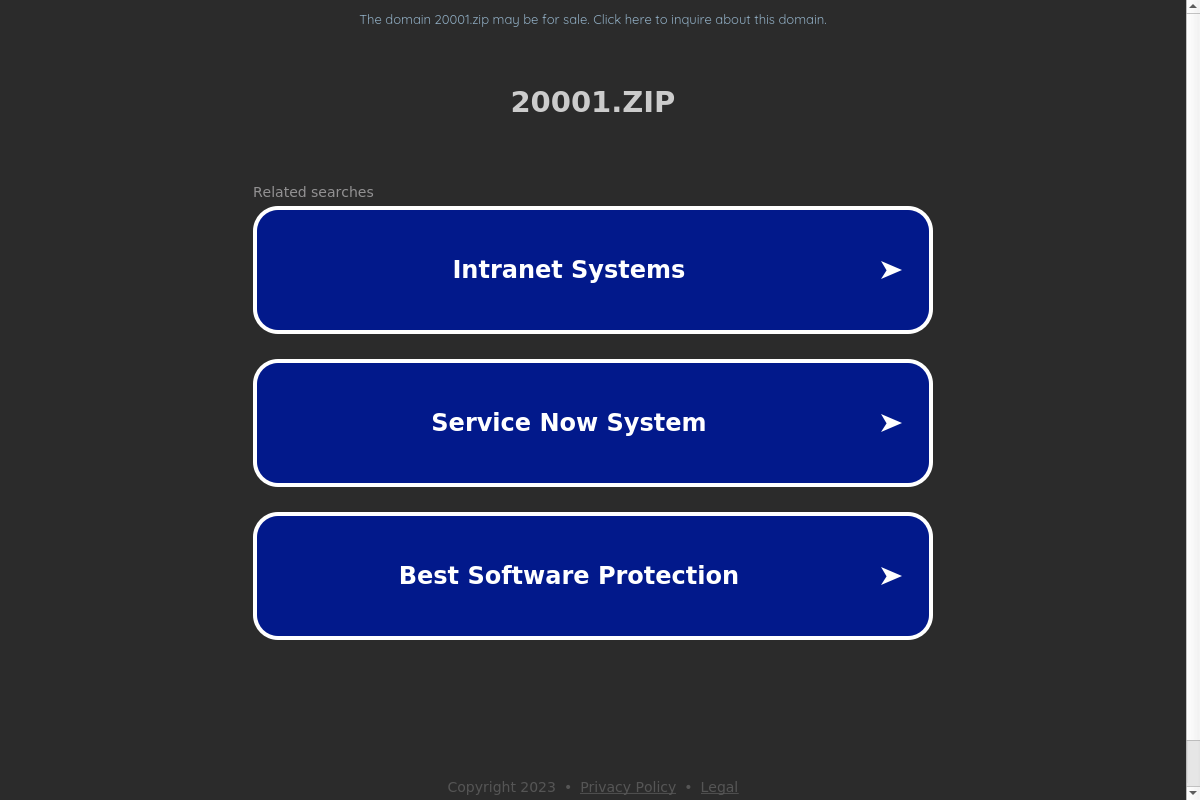 The domain 20001.zip may be for sale. Click here to inquire about this domain.
20001.ZIP
Related searches
Intranet Systems
Service Now System
Best Software Protection
Copyright 2023 • Privacy Policy • Legal